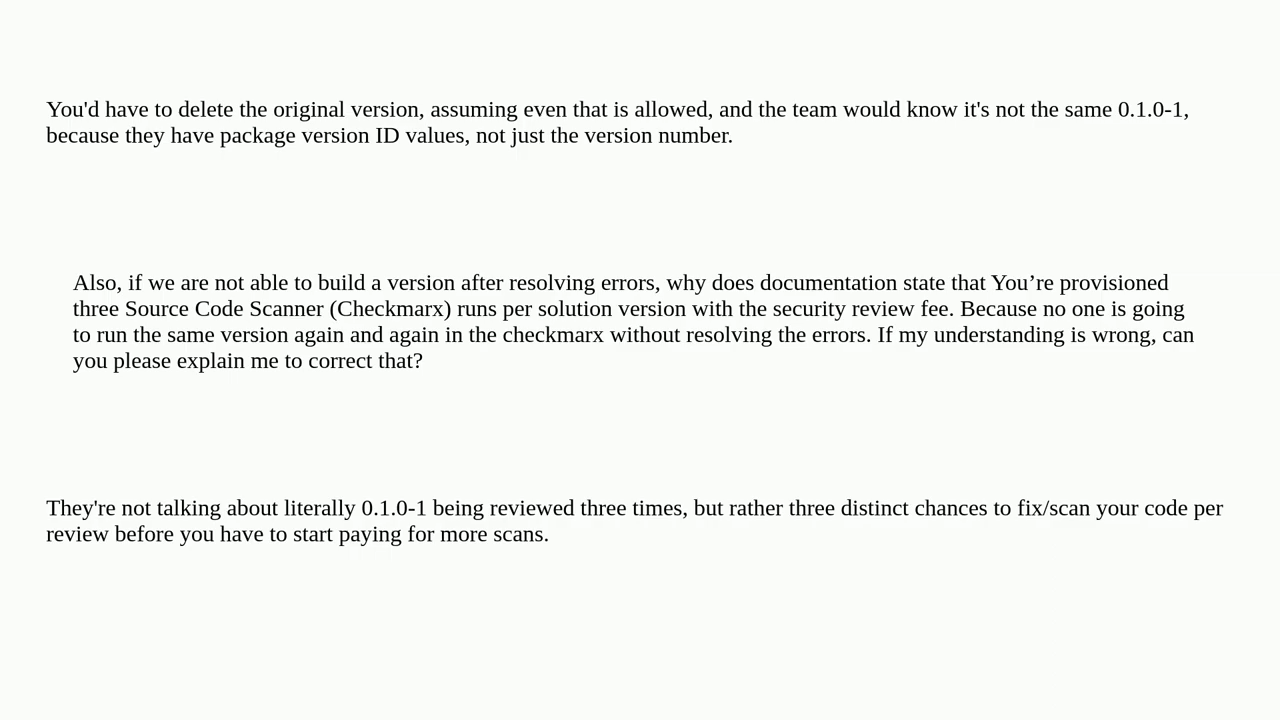 You'd have to delete the original version, assuming even that is allowed, and the team would know it's not the same 0.1.0-1,
because they have package version ID values, not just the version number.
Also, if we are not able to build a version after resolving errors, why does documentation state that You’re provisioned
three Source Code Scanner (Checkmarx) runs per solution version with the security review fee. Because no one is going
to run the same version again and again in the checkmarx without resolving the errors. If my understanding is wrong, can
you please explain me to correct that?
They're not talking about literally 0.1.0-1 being reviewed three times, but rather three distinct chances to fix/scan your code per
review before you have to start paying for more scans.